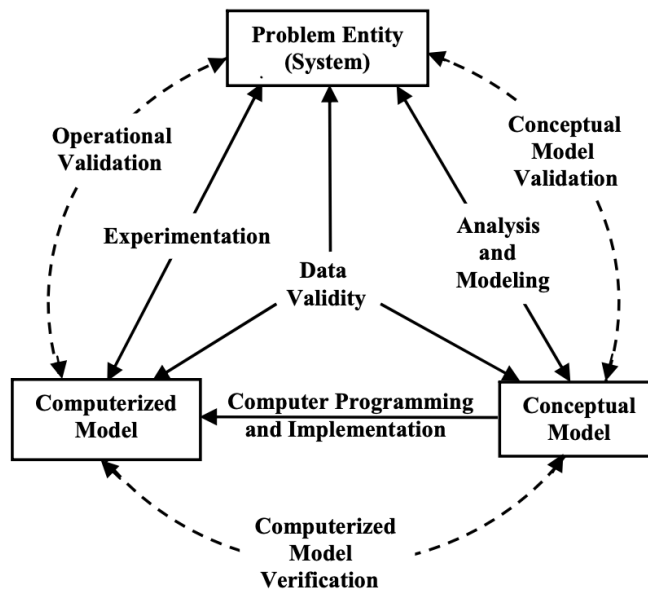 Problem Entity
(System)
Operational
Validation
Conceptual
Model
Validation
Experimentation
Analysis
and
Modeling
Data
Validity
Computerized
Model
Computer Programming
and Implementation
Conceptual
Model
Computerized
Model
Verification